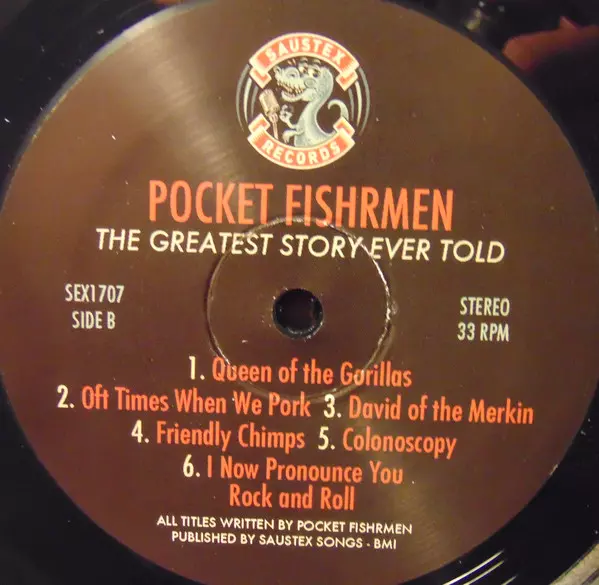 SAUSTEX
RECORDS
POCKET FISHRMEN
THE GREATEST STORY EVER TOLD
SEX1707
SIDE B
STEREO
33 RPM
1. Queen of the Gorillas
2. Oft Times When We Pork 3. David of the Merkin
4. Friendly Chimps 5. Colonoscopy
6. I Now Pronounce You
Rock and Roll
ALL TITLES WRITTEN BY POCKET FISHRMEN
PUBLISHED BY SAUSTEX SONGS - BMI